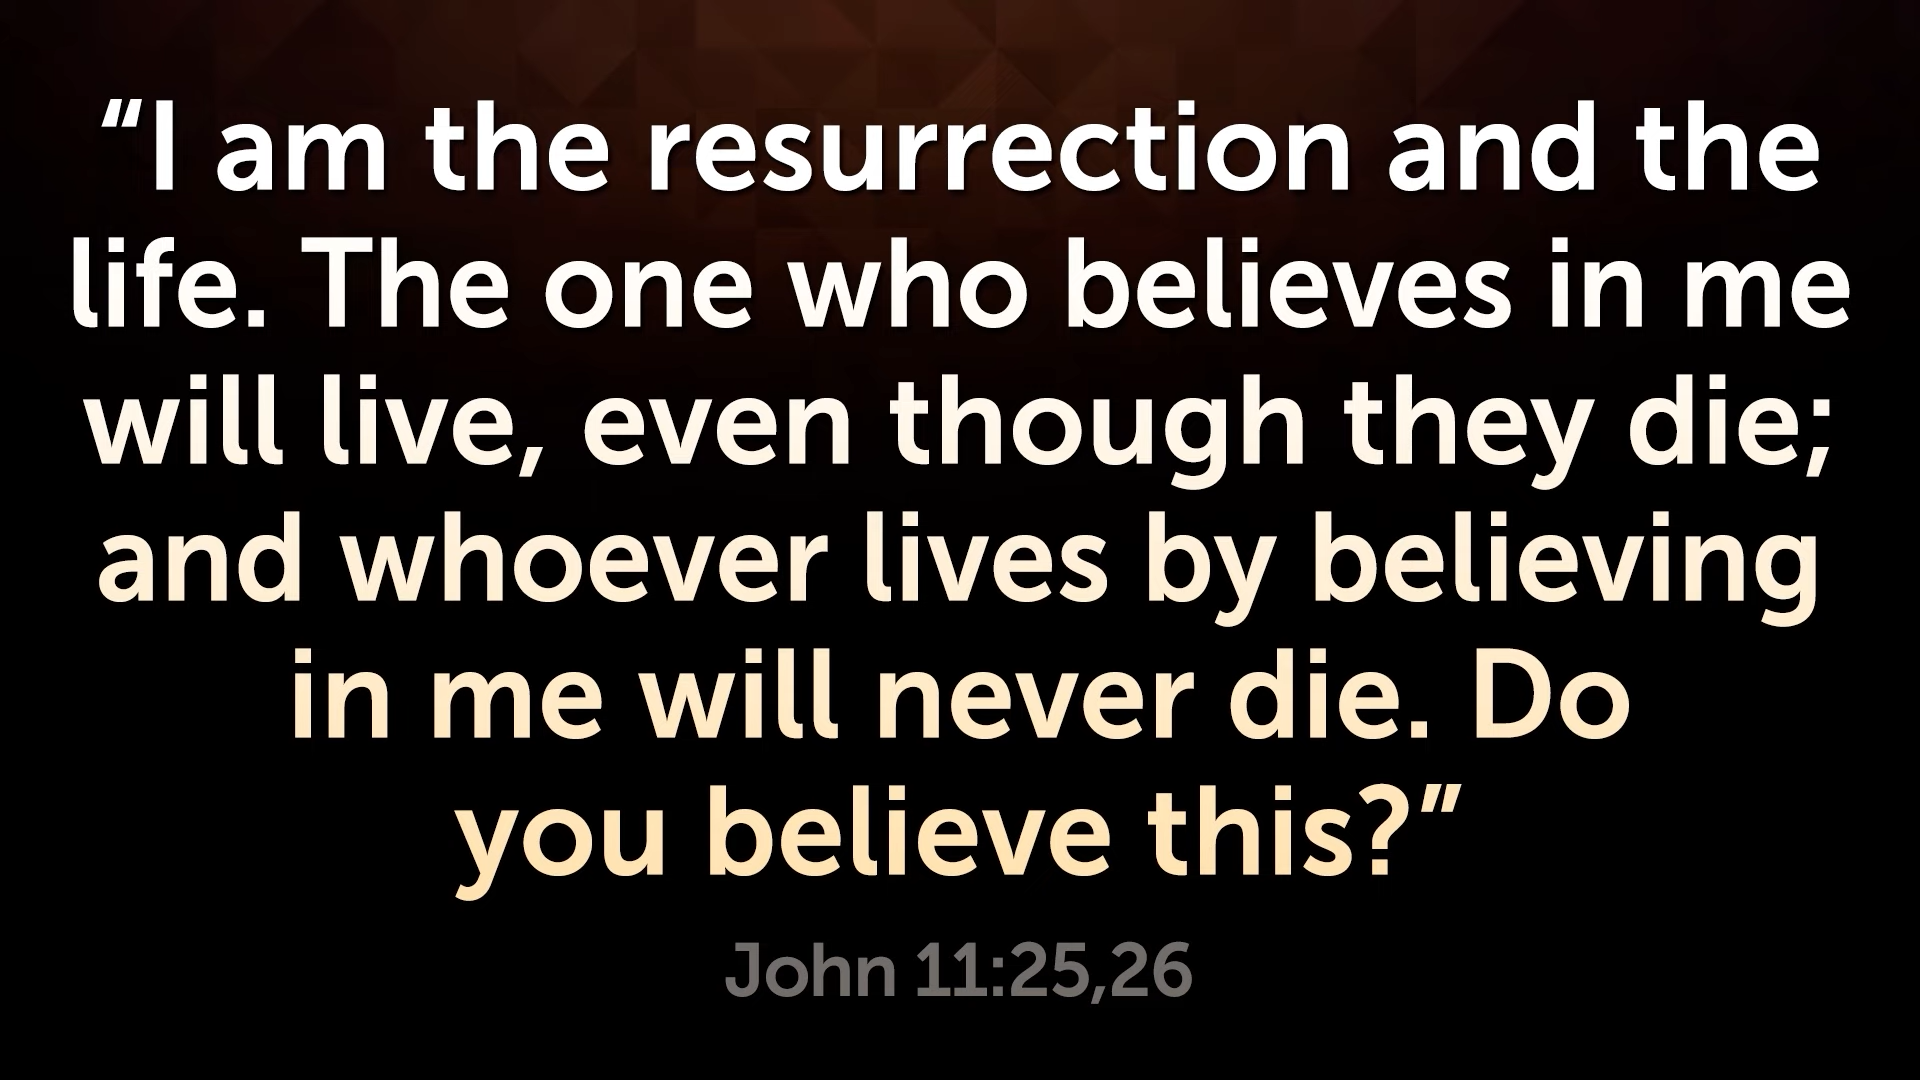 “I am the resurrection and the
life. The one who believes in me
will live, even though they die;
and whoever lives by believing
in me will never die. Do
you believe this?”
John 11:25,26